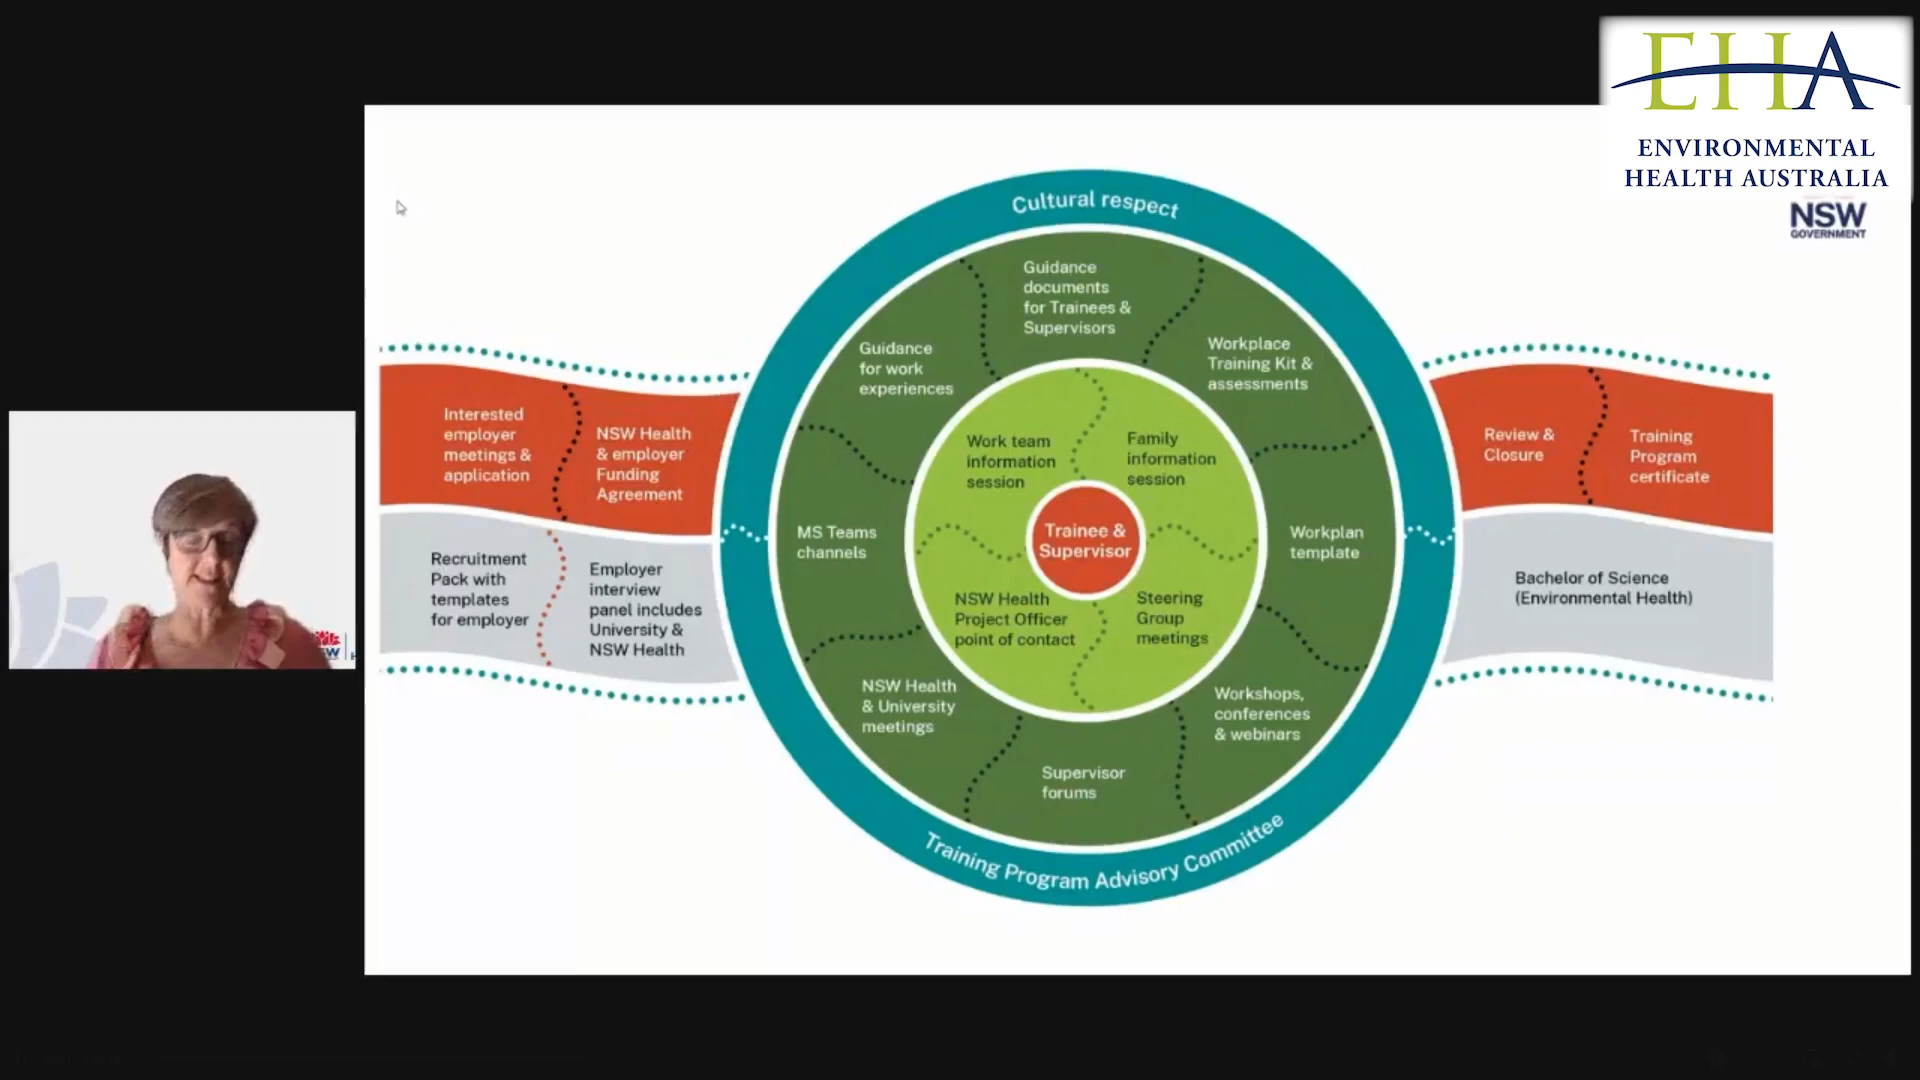 EHA
ENVIRONMENTAL
HEALTH AUSTRALIA
NSW
GOVERNMENT
Cultural respect
Guidance
documents
for Trainees &
Supervisors
Guidance
for work
experiences
Workplace
Training Kit &
assessments
Interested
employer
meetings &
application
NSW Health
& employer
Funding
Agreement
Work team
information
session
Family
information
session
Review &
Closure
Training
Program
certificate
MS Teams
channels
Trainee &
Supervisor
Workplan
template
Recruitment
Pack with
templates
for employer
Employer
interview
panel includes
University &
NSW Health
NSW Health
Project Officer
point of contact
Steering
Group
meetings
Bachelor of Science
(Environmental Health)
NSW Health
& University
meetings
Workshops,
conferences
& webinars
Supervisor
forums
Training Program Advisory Committee